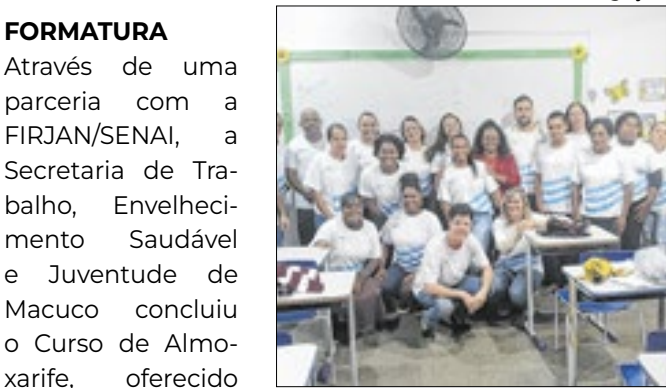 FORMATURA
Através de uma
parceria com a
FIRJAN/SENAI, a
Secretaria de Tra-
balho, Envelheci-
mento Saudável
e Juventude de
Macuco concluiu
o Curso de Almo-
xarife, oferecido